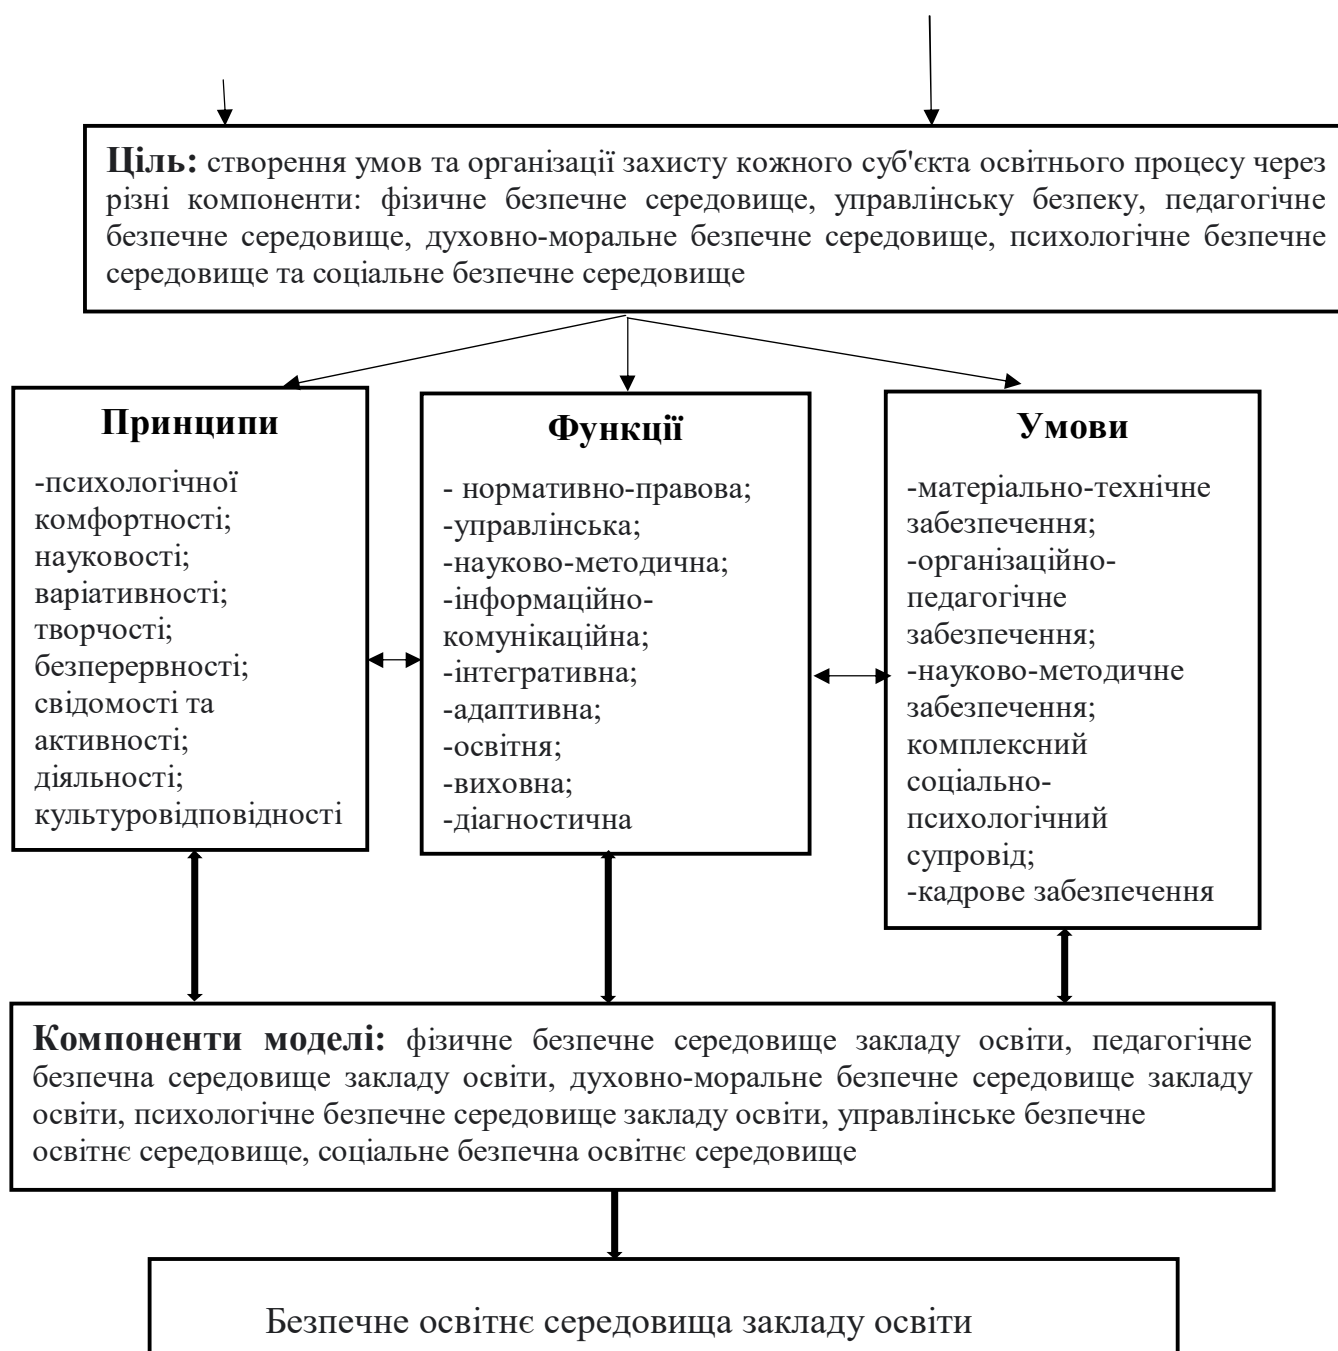 Ціль: створення умов та організації захисту кожного суб'єкта освітнього процесу через
різні компоненти: фізичне безпечне середовище, управлінську безпеку, педагогічне
безпечне середовище, духовно-моральне безпечне середовище, психологічне безпечне
середовище та соціальне безпечне середовище
Принципи
-психологічної
комфортності;
науковості;
варіативності;
творчості;
безперервності;
свідомості та
активності;
діяльності;
культуровідповідності
Функції
- нормативно-правова;
-управлінська;
-науково-методична;
-інформаційно-
комунікаційна;
-інтегративна;
-адаптивна;
-освітня;
-виховна;
-діагностична
Умови
-матеріально-технічне
забезпечення;
-організаційно-
педагогічне
забезпечення;
-науково-методичне
забезпечення;
комплексний
соціально-
психологічний
супровід;
-кадрове забезпечення
Компоненти моделі: фізичне безпечне середовище закладу освіти, педагогічне
безпечна середовище закладу освіти, духовно-моральне безпечне середовище закладу
освіти, психологічне безпечне середовище закладу освіти, управлінське безпечне
освітнє середовище, соціальне безпечна освітнє середовище
Безпечне освітнє середовища закладу освіти